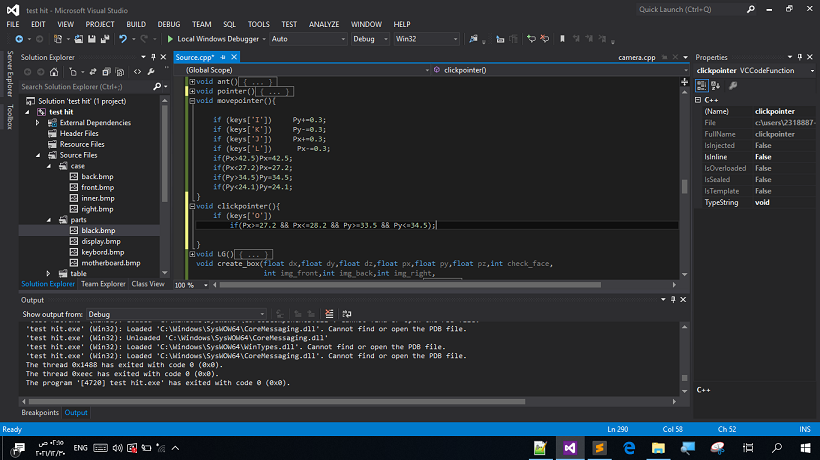 test hit - Microsoft Visual Studio
Quick Launch (Ctrl+Q)
FILE EDIT VIEW PROJECT BUILD DEBUG TEAM SQL TOOLS TEST ANALYZE WINDOW HELP
Local Windows Debugger Auto Debug Win32
Server Explorer
Toolbox
Solution Explorer
Search Solution Explorer (Ctrl+;)
Solution 'test hit' (1 project)
test hit
External Dependencies
Header Files
Resource Files
Source Files
case
back.bmp
front.bmp
inner.bmp
right.bmp
parts
black.bmp
display.bmp
keybord.bmp
motherboard.bmp
table
Solution Explorer Team Explorer Class View
Source.cpp*
camera.cpp
(Global Scope)
clickpointer()
void ant(){ ... }
void pointer(){ ... }
void movepointer(){
if (keys['I']) Py+=0.3;
if (keys['K']) Py-=0.3;
if (keys['J']) Px+=0.3;
if (keys['L']) Px-=0.3;
if(Px>42.5)Px=42.5;
if(Px<27.2)Px=27.2;
if(Py>34.5)Py=34.5;
if(Py<24.1)Py=24.1;
}
void clickpointer(){
if (keys['O'])
if(Px>=27.2 && Px<=28.2 && Py>=33.5 && Py<=34.5);
}
void LG(){ ... }
void create_box(float dx,float dy,float dz,float px,float py,float pz,int check_face,
int img_front,int img_back,int img_right,
100 %
Properties
clickpointer VCCodeFunction
C++
(Name) clickpointer
File c:\users\2318887-
FullName clickpointer
IsInjected False
IsInline False
IsOverloaded False
IsSealed False
IsTemplate False
TypeString void
C++
Output
Show output from: Debug
'test hit.exe' (Win32): Loaded 'C:\Windows\SysWOW64\CoreMessaging.dll'. Cannot find or open the PDB file.
'test hit.exe' (Win32): Unloaded 'C:\Windows\SysWOW64\CoreMessaging.dll'
'test hit.exe' (Win32): Loaded 'C:\Windows\SysWOW64\WinTypes.dll'. Cannot find or open the PDB file.
'test hit.exe' (Win32): Loaded 'C:\Windows\SysWOW64\CoreMessaging.dll'. Cannot find or open the PDB file.
The thread 0x1488 has exited with code 0 (0x0).
The thread 0xeec has exited with code 0 (0x0).
The program '[4720] test hit.exe' has exited with code 0 (0x0).
Breakpoints Output
Ready
Ln 290 Col 58 Ch 52 INS
٠٢:٤٥ ص
٢٠٢١/١٢/٣٠
ENG